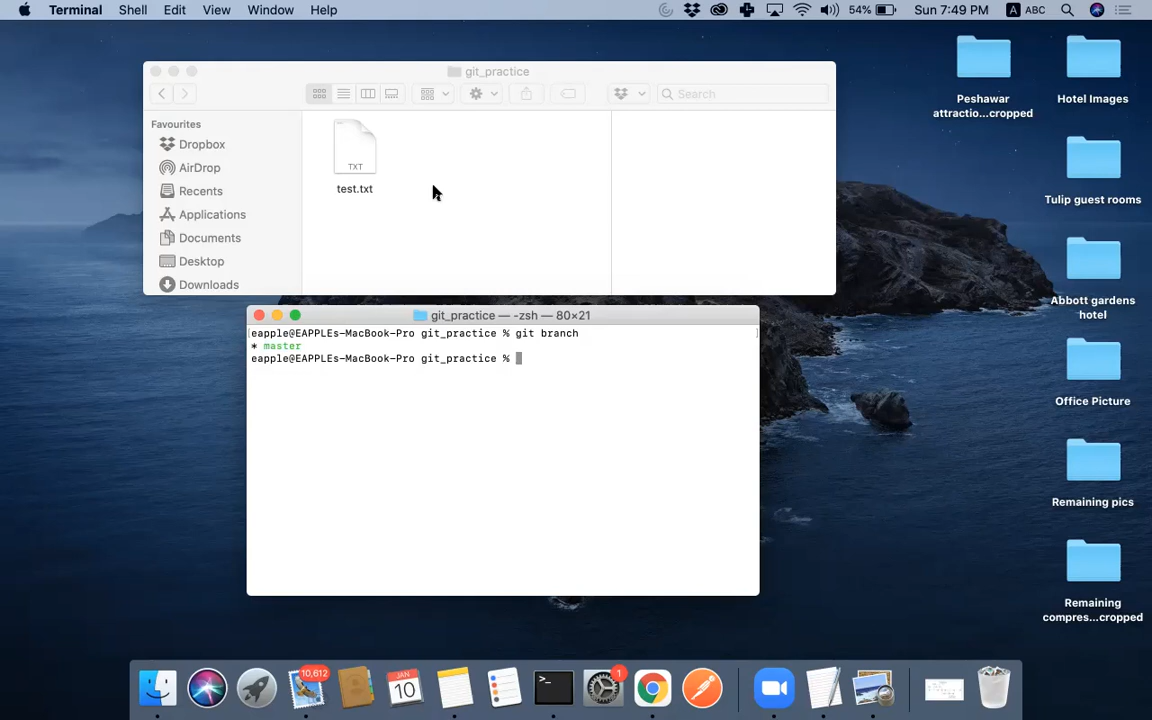 Terminal Shell Edit View Window Help 54% Sun 7:49 PM A ABC
git_practice
Search
Favourites
Dropbox
AirDrop
Recents
Applications
Documents
Desktop
Downloads
TXT
test.txt
Peshawar
attractio...cropped
Hotel Images
Tulip guest rooms
Abbott gardens
hotel
Office Picture
Remaining pics
Remaining
compres...cropped
git_practice — -zsh — 80×21
eapple@EAPPLEs-MacBook-Pro git_practice % git branch
* master
eapple@EAPPLEs-MacBook-Pro git_practice %
10,612
JAN
10
>_
1